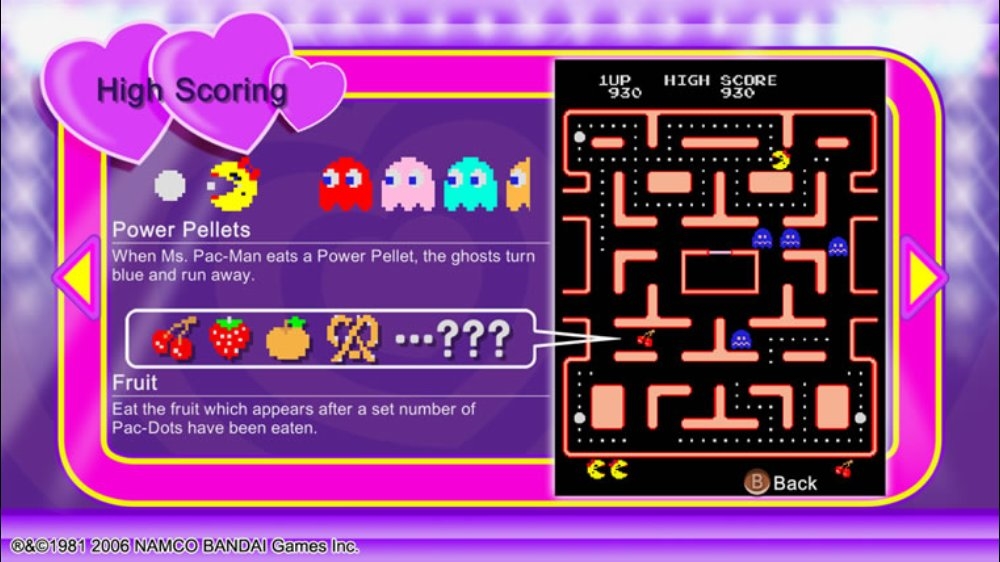 High Scoring
1UP HIGH SCORE
930 930
Power Pellets
When Ms. Pac-Man eats a Power Pellet, the ghosts turn
blue and run away.
...???
Fruit
Eat the fruit which appears after a set number of
Pac-Dots have been eaten.
B Back
®&©1981 2006 NAMCO BANDAI Games Inc.